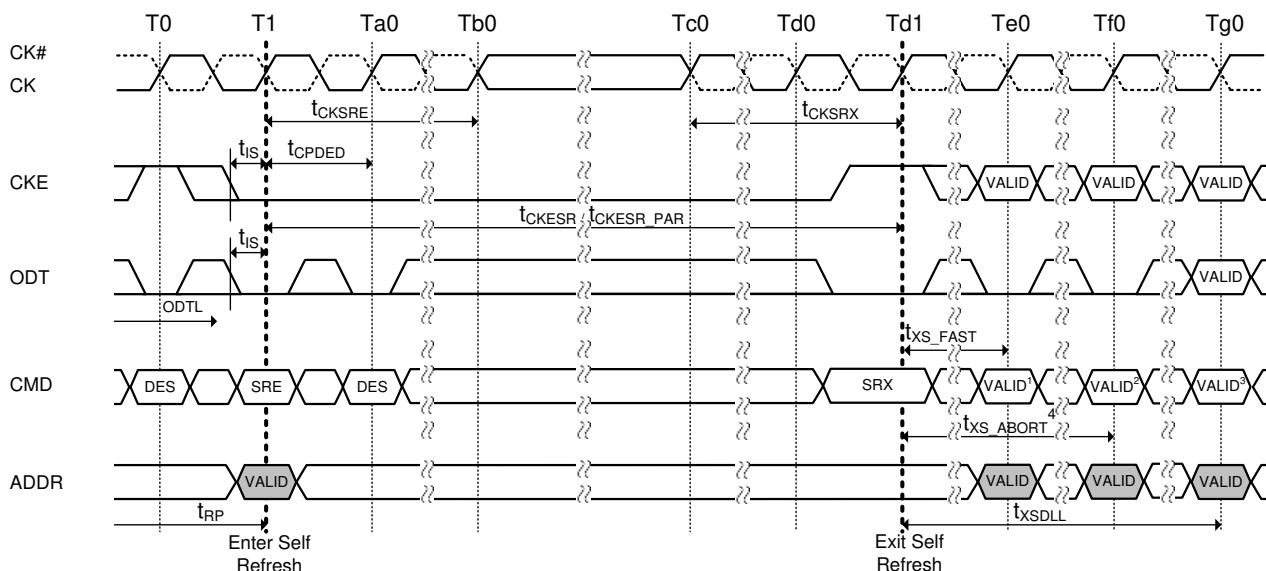 T0 T1 Ta0 Tb0 Tc0 Td0 Td1 Te0 Tf0 Tg0
CK#
CK
tCKSRE tCKSRX
tIS tCPDED
CKE VALID VALID VALID
tCKESR / tCKESR_PAR
tIS
ODT VALID
ODTL
tXS_FAST
CMD DES SRE DES SRX VALID1 VALID2 VALID3
tXS_ABORT4
ADDR VALID VALID VALID VALID
tRP tXSDLL
Enter Self Exit Self
Refresh Refresh